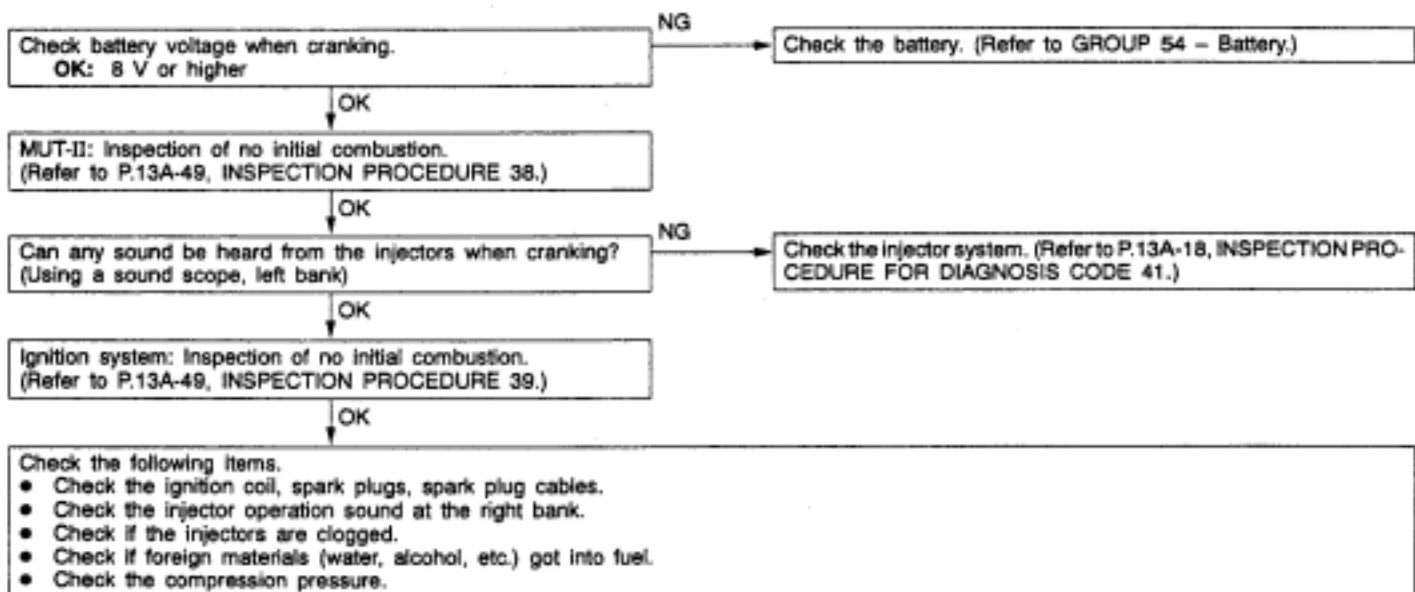 NG
Check battery voltage when cranking.
OK: 8 V or higher
Check the battery. (Refer to GROUP 54 – Battery.)
OK
MUT-II: Inspection of no initial combustion.
(Refer to P.13A-49, INSPECTION PROCEDURE 38.)
OK
NG
Can any sound be heard from the injectors when cranking?
(Using a sound scope, left bank)
Check the injector system. (Refer to P.13A-18, INSPECTION PRO-
CEDURE FOR DIAGNOSIS CODE 41.)
OK
Ignition system: Inspection of no initial combustion.
(Refer to P.13A-49, INSPECTION PROCEDURE 39.)
OK
Check the following items.
● Check the ignition coil, spark plugs, spark plug cables.
● Check the injector operation sound at the right bank.
● Check if the injectors are clogged.
● Check if foreign materials (water, alcohol, etc.) got into fuel.
● Check the compression pressure.